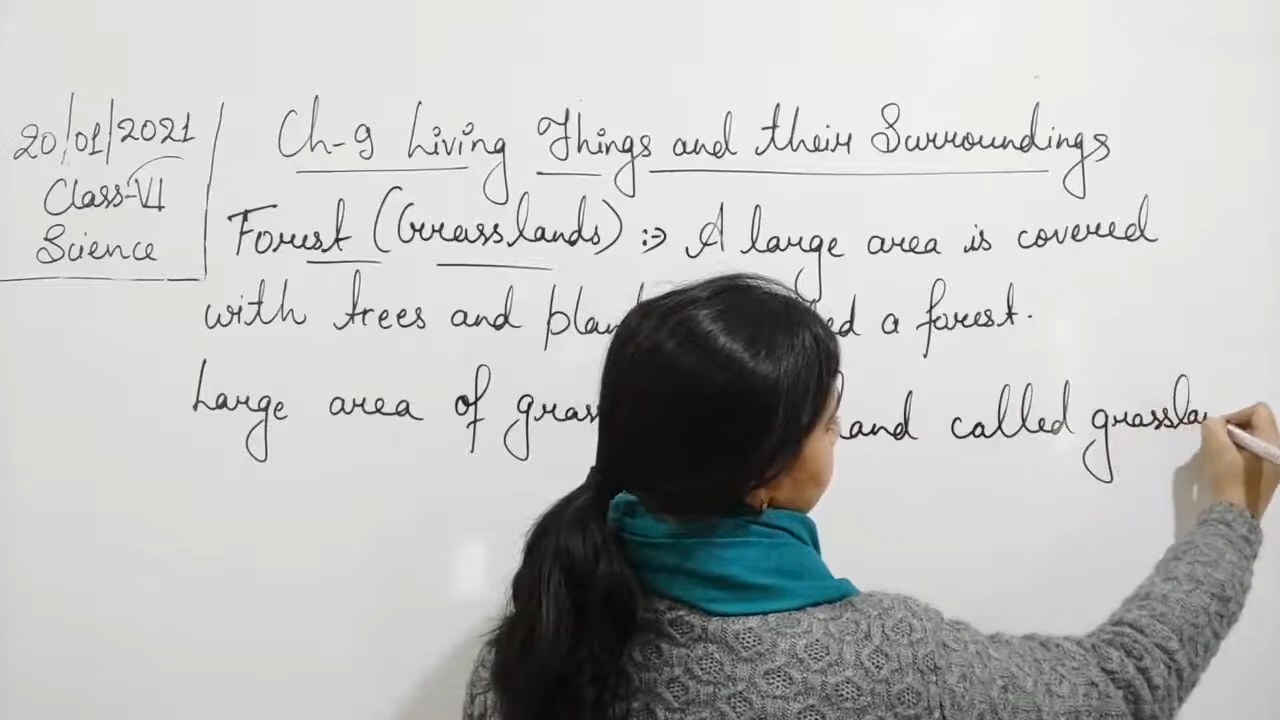 20/01/2021
Class-VI
Science
Ch-9 Living Things and their Surroundings
Forest (Grasslands) :→ A large area is covered
with trees and a forest.
Large area of and called